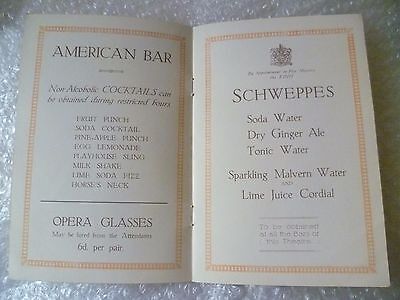 AMERICAN BAR
Non-Alcoholic COCKTAILS can
be obtained during restricted hours
FRUIT PUNCH
SODA COCKTAIL
PINE-APPLE PUNCH
EGG LEMONADE
PLAYHOUSE SLING
MILK SHAKE
LIME SODA FIZZ
HORSE'S NECK
OPERA GLASSES
May be hired from the Attendants
6d. per pair.
By Appointment to His Majesty
the KING
SCHWEPPES
Soda Water
Dry Ginger Ale
Tonic Water
Sparkling Malvern Water
AND
Lime Juice Cordial
To be obtained
at all the Bars of
this Theatre.